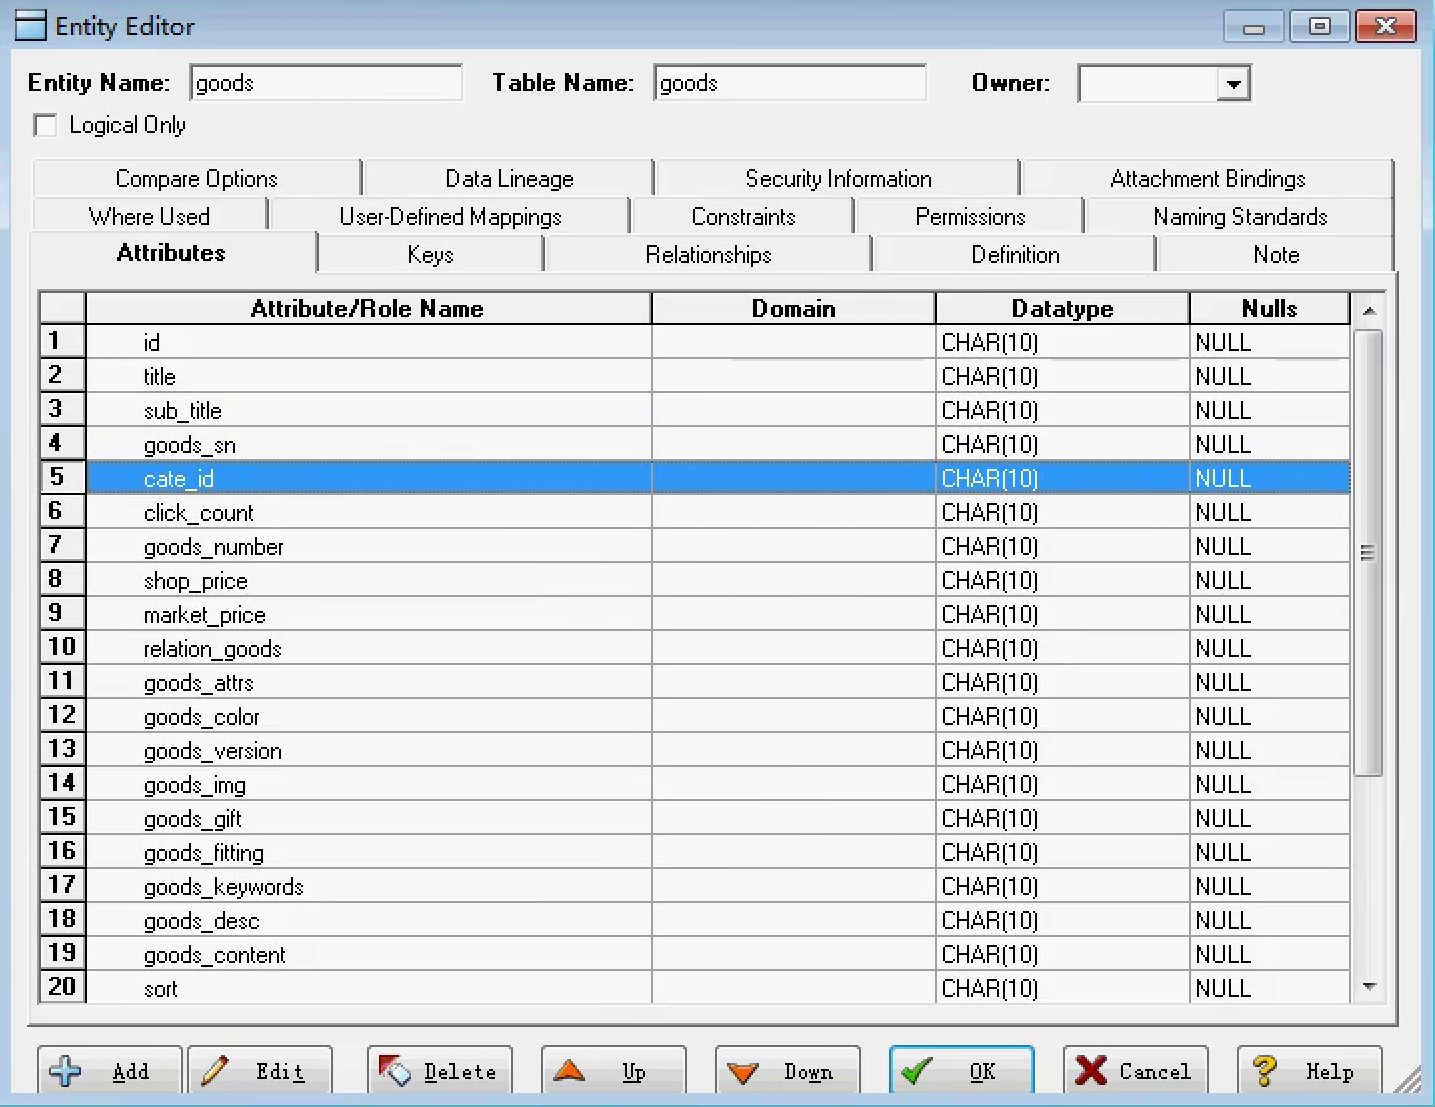 Entity Editor
Entity Name: goods Table Name: goods Owner:
Logical Only
Compare Options Data Lineage Security Information Attachment Bindings
Where Used User-Defined Mappings Constraints Permissions Naming Standards
Attributes Keys Relationships Definition Note
Attribute/Role Name Domain Datatype Nulls
1 id CHAR(10) NULL
2 title CHAR(10) NULL
3 sub_title CHAR(10) NULL
4 goods_sn CHAR(10) NULL
5 cate_id CHAR(10) NULL
6 click_count CHAR(10) NULL
7 goods_number CHAR(10) NULL
8 shop_price CHAR(10) NULL
9 market_price CHAR(10) NULL
10 relation_goods CHAR(10) NULL
11 goods_attrs CHAR(10) NULL
12 goods_color CHAR(10) NULL
13 goods_version CHAR(10) NULL
14 goods_img CHAR(10) NULL
15 goods_gift CHAR(10) NULL
16 goods_fitting CHAR(10) NULL
17 goods_keywords CHAR(10) NULL
18 goods_desc CHAR(10) NULL
19 goods_content CHAR(10) NULL
20 sort CHAR(10) NULL
Add Edit Delete Up Down OK Cancel Help